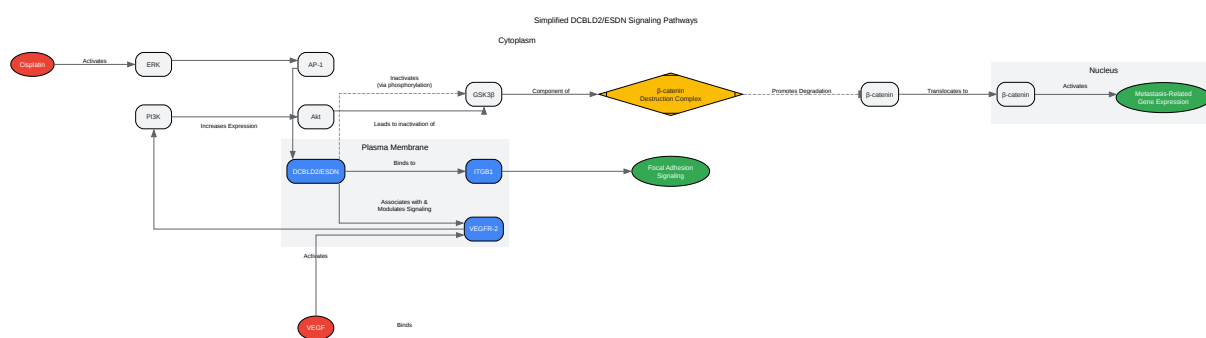 Simplified DCBLD2/ESDN Signaling Pathways
Cytoplasm
Cisplatin
Activates
ERK
AP-1
Inactivates
(via phosphorylation)
GSK3β
Component of
β-catenin
Destruction Complex
Promotes Degradation
β-catenin
Translocates to
Nucleus
β-catenin
Activates
Metastasis-Related
Gene Expression
PI3K
Increases Expression
Akt
Leads to inactivation of
Plasma Membrane
DCBLD2/ESDN
Binds to
ITGB1
Focal Adhesion
Signaling
Associates with &
Modulates Signaling
VEGFR-2
Activates
VEGF
Binds